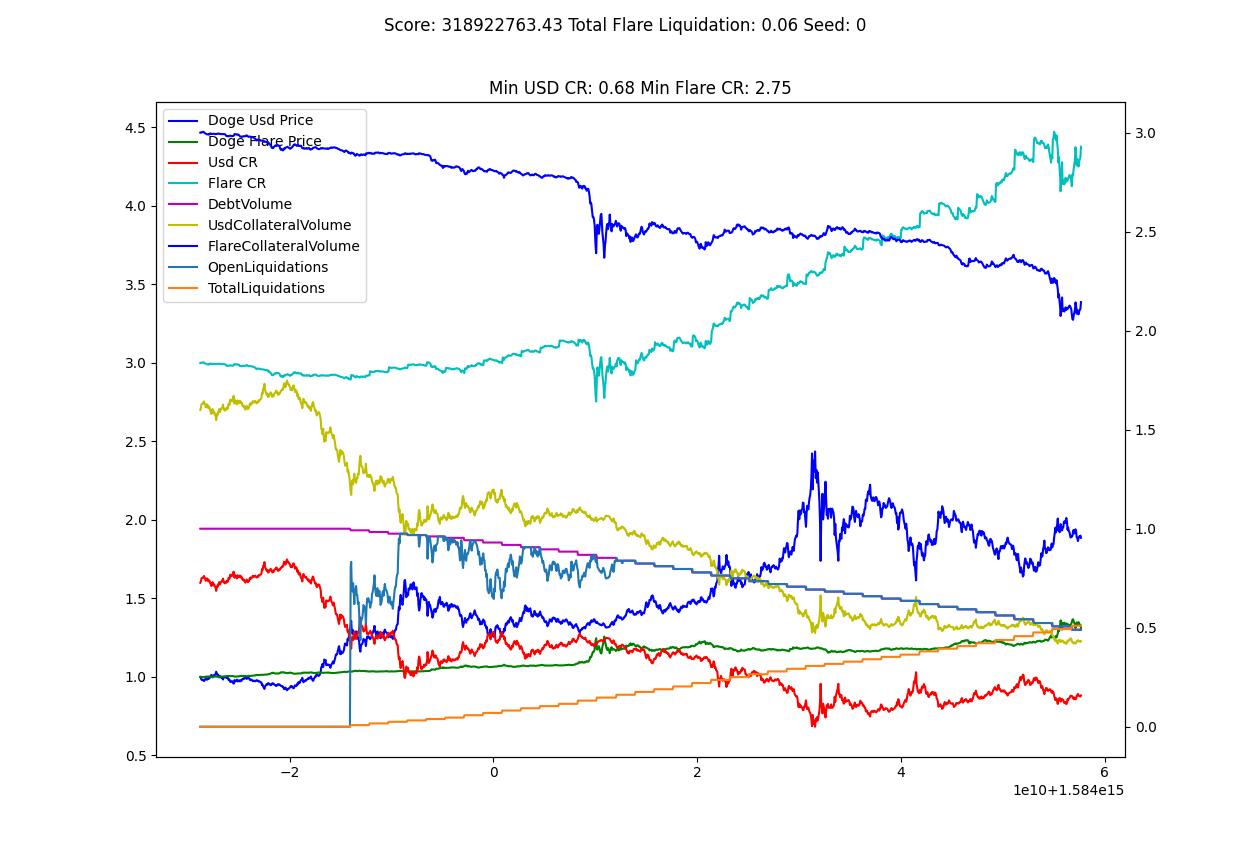 Score: 318922763.43 Total Flare Liquidation: 0.06 Seed: 0
Min USD CR: 0.68 Min Flare CR: 2.75
Doge Usd Price
Doge Flare Price
Usd CR
Flare CR
DebtVolume
UsdCollateralVolume
FlareCollateralVolume
OpenLiquidations
TotalLiquidations
4.5
4.0
3.5
3.0
2.5
2.0
1.5
1.0
0.5
3.0
2.5
2.0
1.5
1.0
0.5
0.0
−2
0
2
4
6
1e10+1.584e15